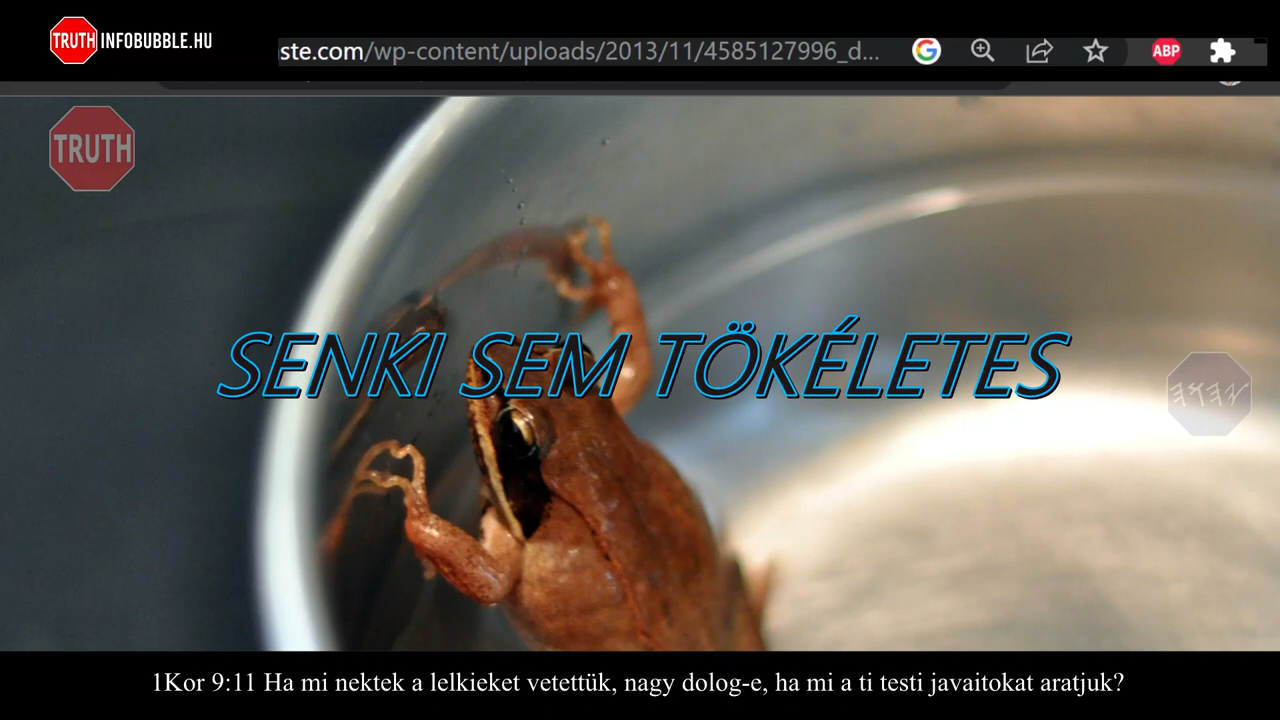 TRUTH INFOBUBBLE.HU
ste.com/wp-content/uploads/2013/11/4585127996_d...
ABP
TRUTH
SENKI SEM TÖKÉLETES
1Kor 9:11 Ha mi nektek a lelkieket vetettük, nagy dolog-e, ha mi a ti testi javaitokat aratjuk?